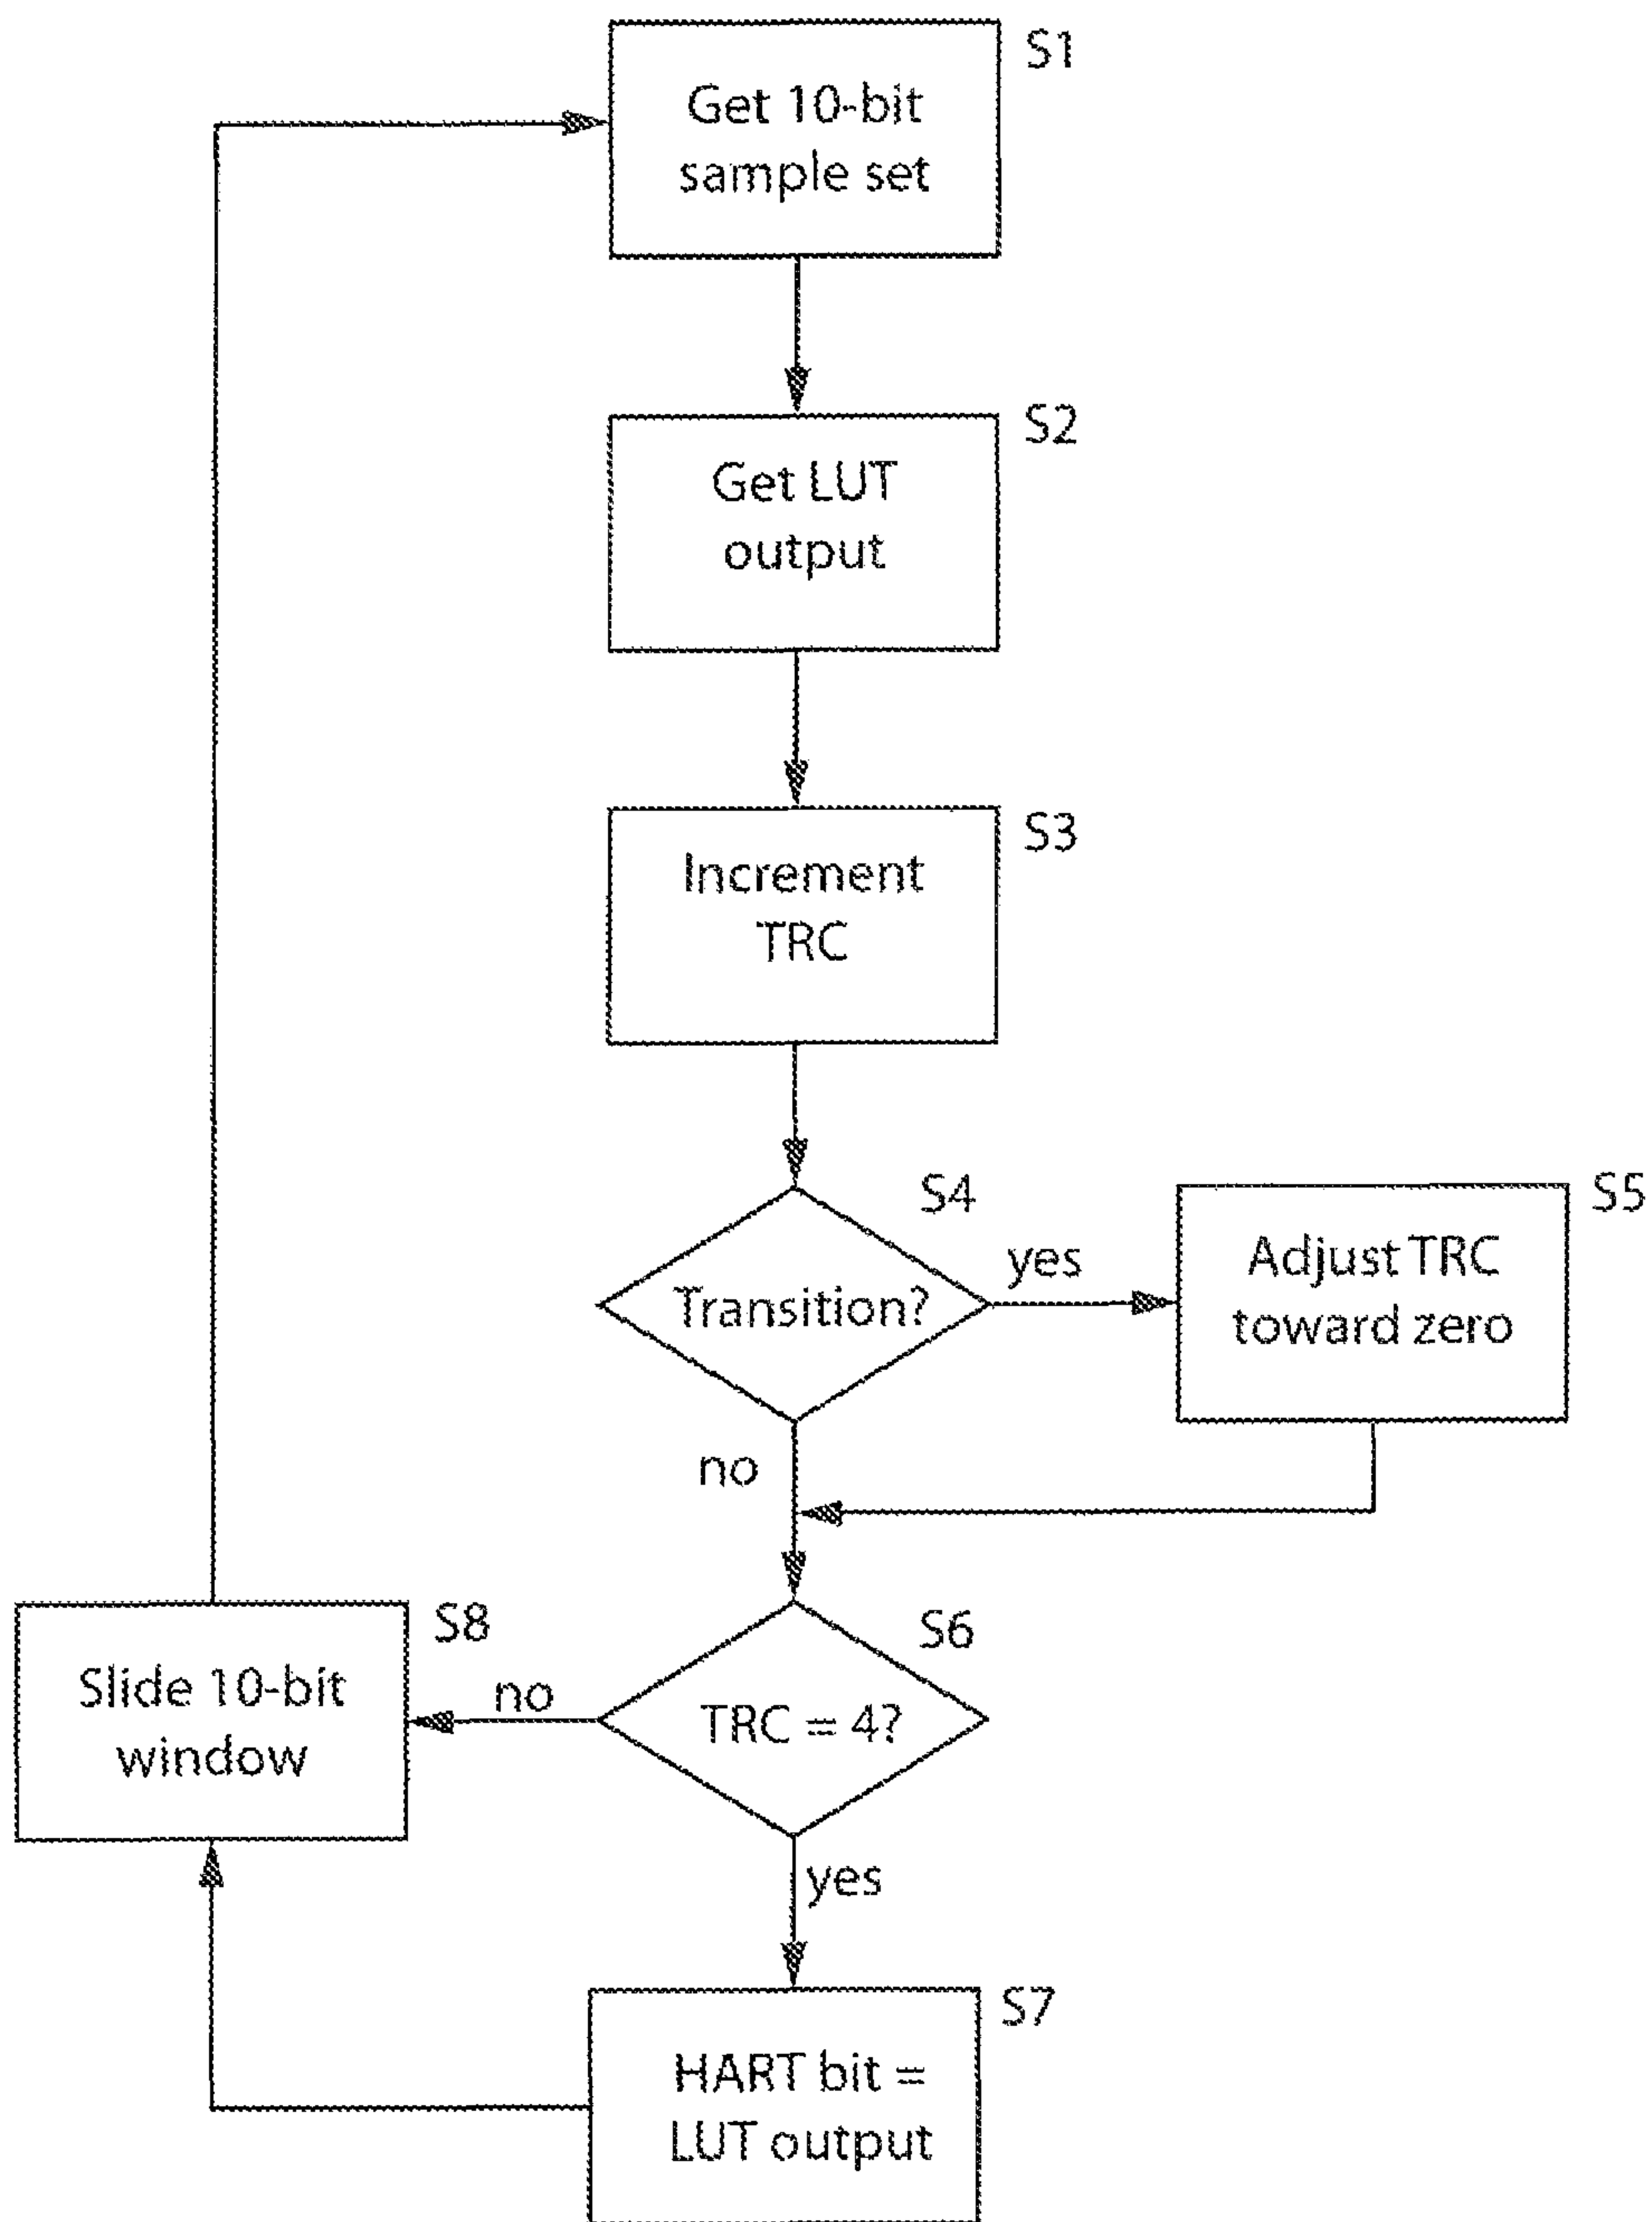 S1
Get 10-bit
sample set
S2
Get LUT
output
S3
Increment
TRC
S4
Transition?
yes
S5
Adjust TRC
toward zero
no
S6
TRC = 4?
no
S8
Slide 10-bit
window
yes
S7
HART bit =
LUT output